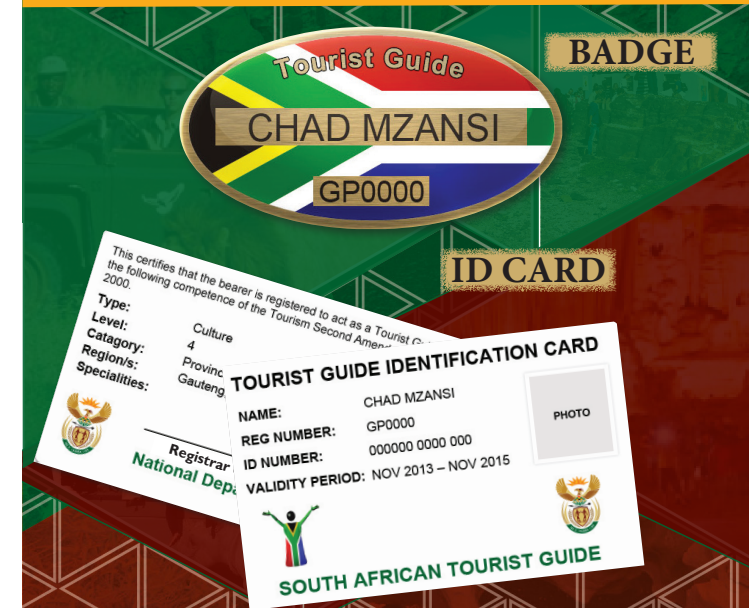 BADGE
Tourist Guide
CHAD MZANSI
GP0000
ID CARD
This certifies that the bearer is registered to act as a Tourist
the following competence of the Tourism Second
2000.
Type: Culture
Level: 4
Catagory:
Region/s: Gauteng
Specialities:
Registrar
National
TOURIST GUIDE IDENTIFICATION CARD
NAME: CHAD MZANSI
REG NUMBER: GP0000
ID NUMBER: 000000 0000 000
VALIDITY PERIOD: NOV 2013 – NOV 2015
PHOTO
SOUTH AFRICAN TOURIST GUIDE